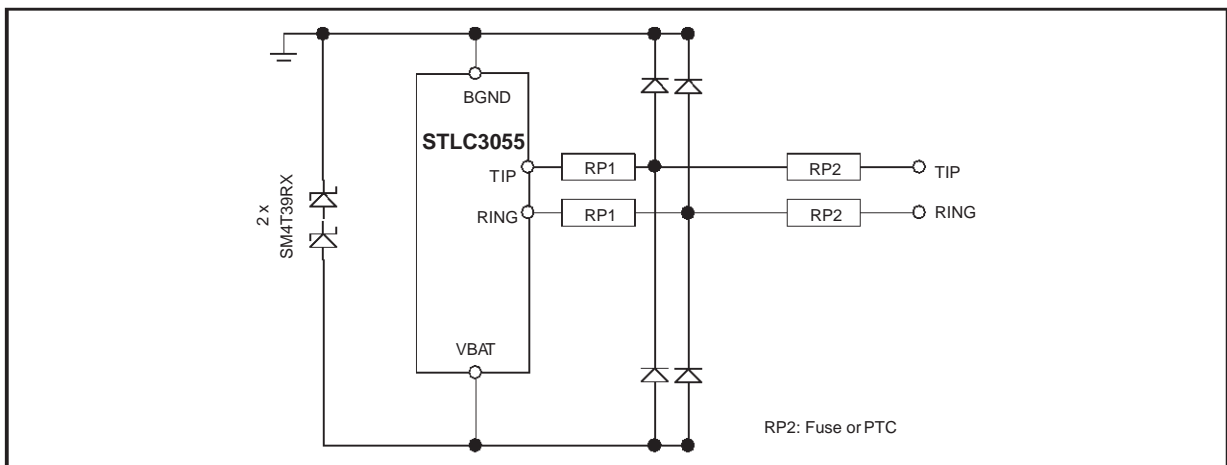 BGND
STLC3055
TIP
RP1
RP2
TIP
RING
RP1
RP2
RING
2 x
SM4T39RX
VBAT
RP2: Fuse or PTC